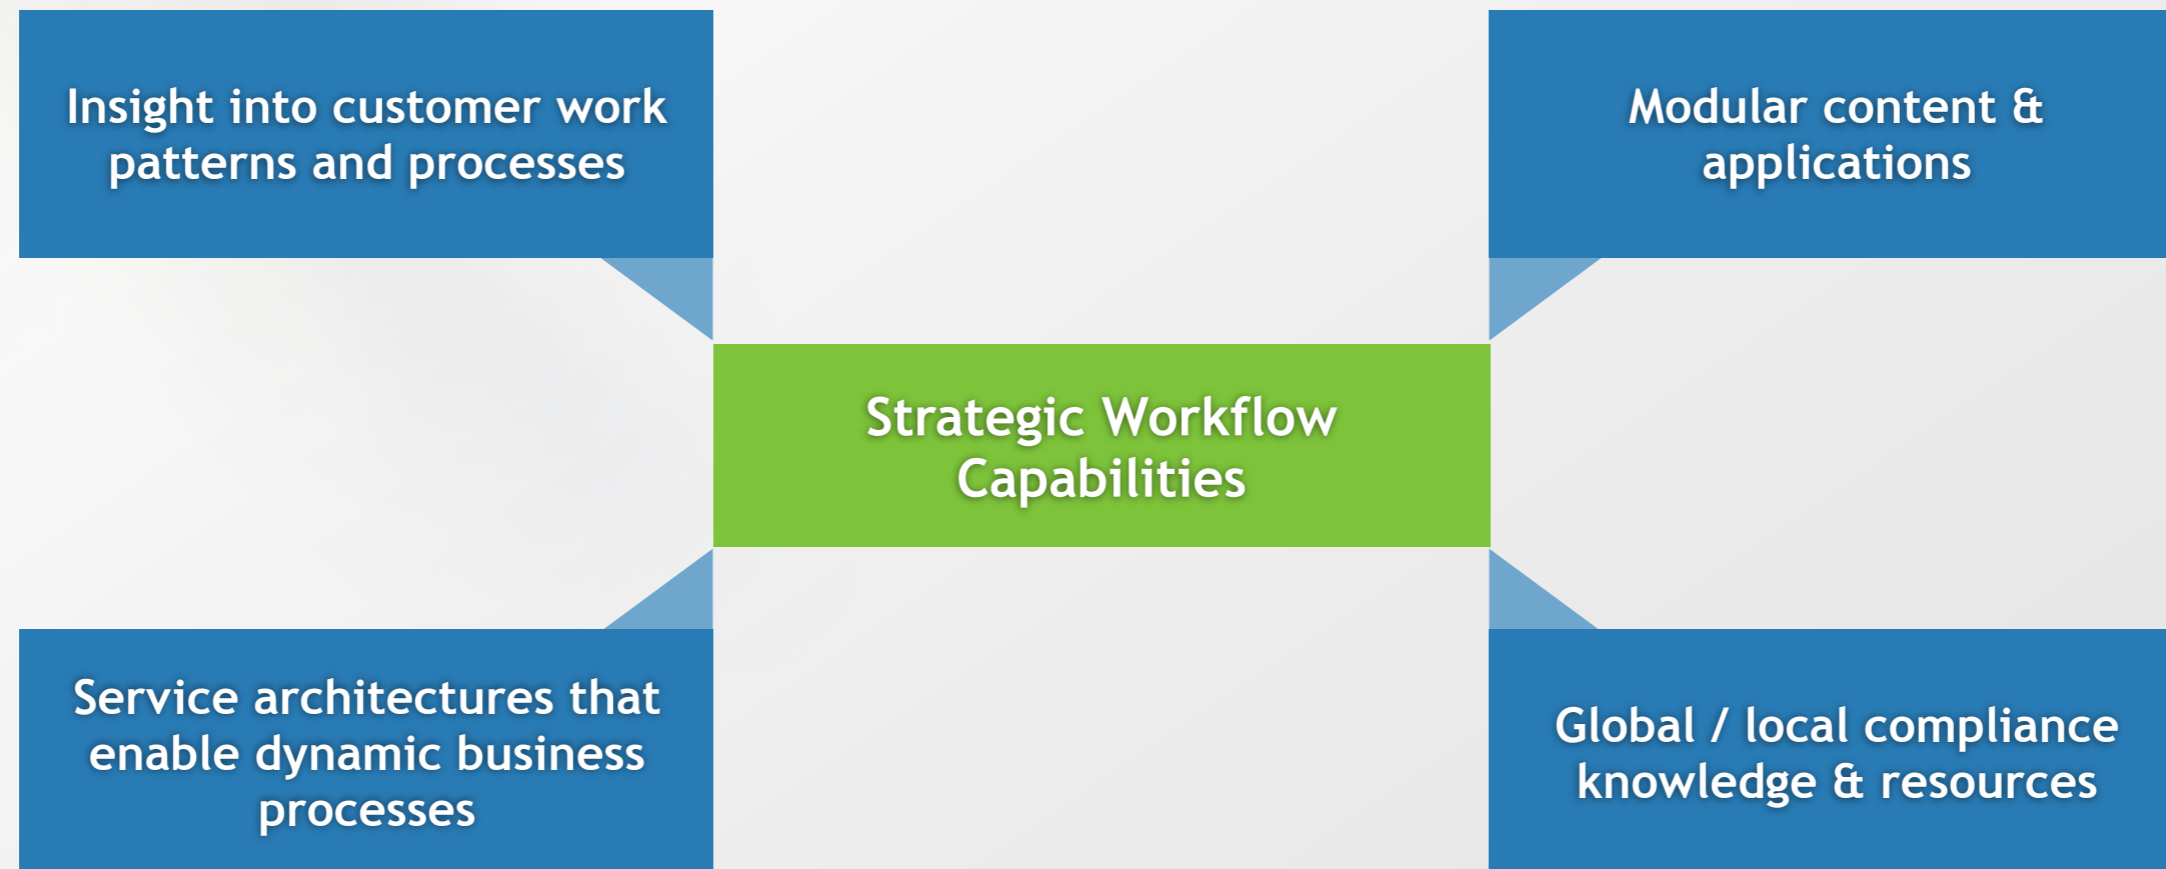 Insight into customer work
patterns and processes
Modular content &
applications
Strategic Workflow
Capabilities
Service architectures that
enable dynamic business
processes
Global / local compliance
knowledge & resources